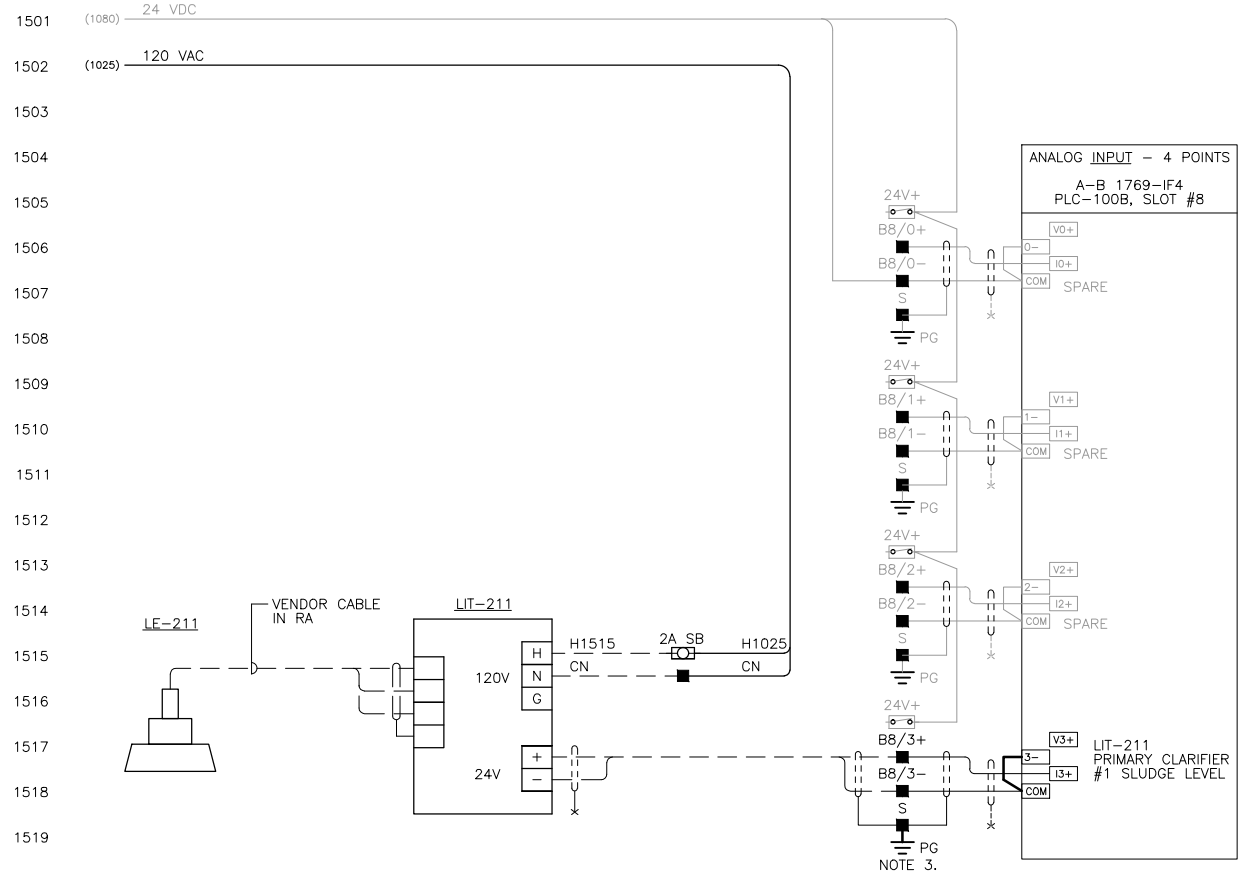 1501 (1080) 24 VDC
1502 (1025) 120 VAC
1503
1504
ANALOG INPUT – 4 POINTS
A–B 1769–IF4
PLC–100B, SLOT #8
1505 24V+
B8/0+ V0+
1506 0–
B8/0– I0+
1507 COM SPARE
S
1508 PG
24V+
1509
B8/1+ V1+
1510 1–
B8/1– I1+
COM SPARE
1511 S
PG
1512
24V+
1513
B8/2+ V2+
2–
1514 LE–211 VENDOR CABLE
IN RA
LIT–211 B8/2– I2+
COM SPARE
1515 H H1515 2A SB H1025 S
120V N CN CN PG
1516 G
24V+
1517 B8/3+ V3+ LIT–211
+ 3– PRIMARY CLARIFIER
24V B8/3– I3+ #1 SLUDGE LEVEL
1518 – COM
S
1519 PG
NOTE 3.